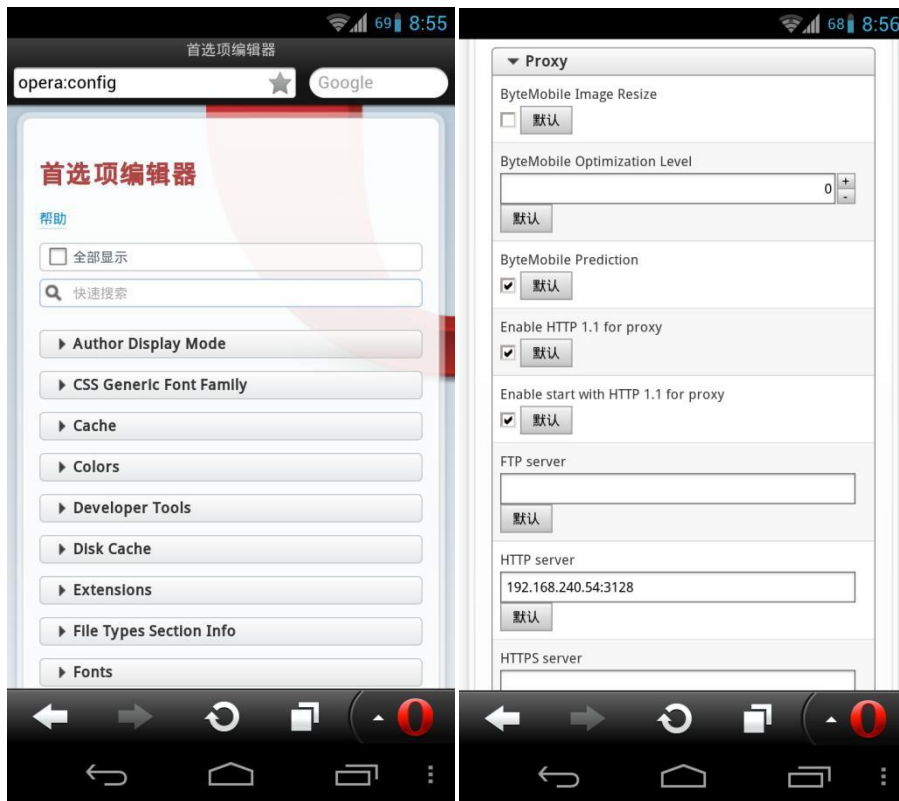 69 8:55
首选项编辑器
opera:config
Google
首选项编辑器
帮助
全部显示
快速搜索
Author Display Mode
CSS Generic Font Family
Cache
Colors
Developer Tools
Disk Cache
Extensions
File Types Section Info
Fonts
68 8:56
Proxy
ByteMobile Image Resize
默认
ByteMobile Optimization Level
0 + -
默认
ByteMobile Prediction
默认
Enable HTTP 1.1 for proxy
默认
Enable start with HTTP 1.1 for proxy
默认
FTP server
默认
HTTP server
192.168.240.54:3128
默认
HTTPS server